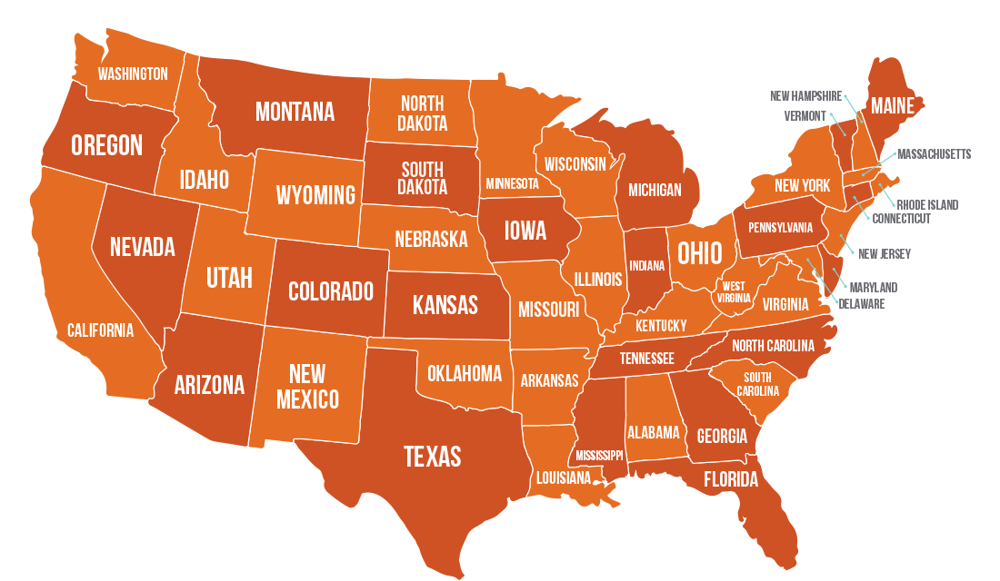 WASHINGTON
MONTANA
NORTH
DAKOTA
NEW HAMPSHIRE
MAINE
VERMONT
OREGON
IDAHO
WYOMING
SOUTH
DAKOTA
MINNESOTA
WISCONSIN
MICHIGAN
NEW YORK
MASSACHUSETTS
RHODE ISLAND
CONNECTICUT
NEVADA
UTAH
COLORADO
NEBRASKA
IOWA
ILLINOIS
INDIANA
OHIO
PENNSYLVANIA
NEW JERSEY
MARYLAND
DELAWARE
CALIFORNIA
KANSAS
MISSOURI
KENTUCKY
WEST
VIRGINIA
VIRGINIA
ARIZONA
NEW
MEXICO
OKLAHOMA
ARKANSAS
TENNESSEE
NORTH CAROLINA
SOUTH
CAROLINA
TEXAS
LOUISIANA
MISSISSIPPI
ALABAMA
GEORGIA
FLORIDA